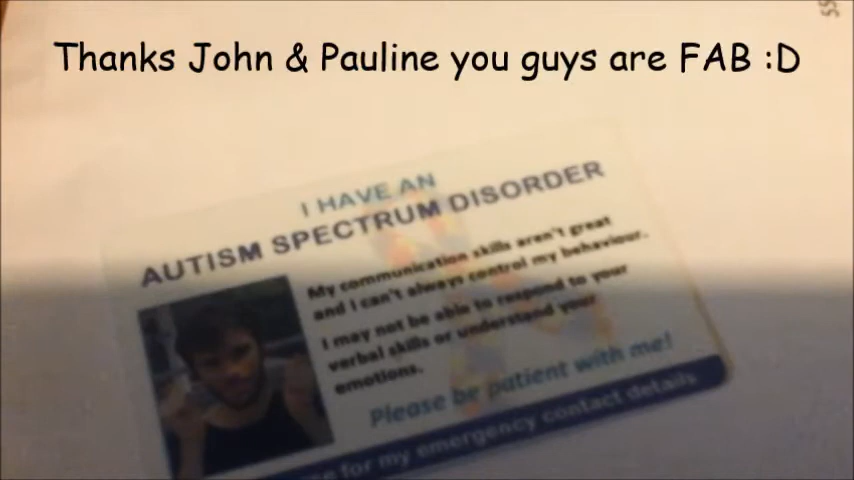 Thanks John & Pauline you guys are FAB :D
I HAVE AN
AUTISM SPECTRUM DISORDER
My communication skills aren't great
and I can't always control my behaviour.
I may not be able to respond to your
verbal skills or understand your
emotions.
Please be patient with me!
for my emergency contact details